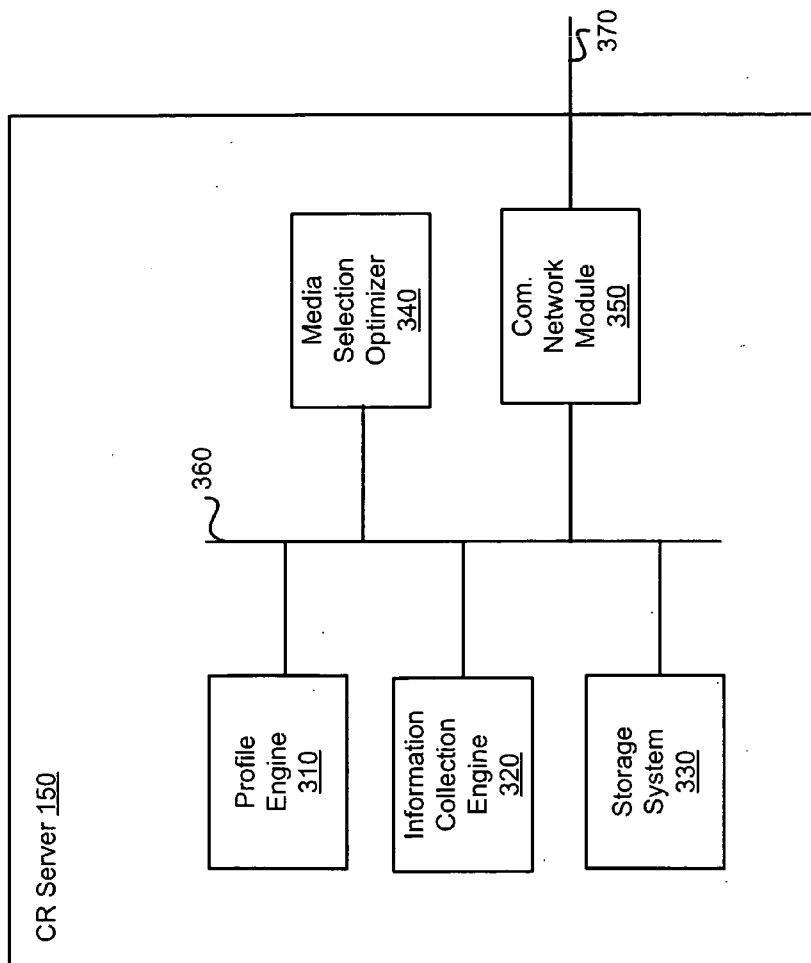 CR Server 150
Profile
Engine
310
Information
Collection
Engine
320
Storage
System
330
360
Media
Selection
Optimizer
340
Com.
Network
Module
350
370